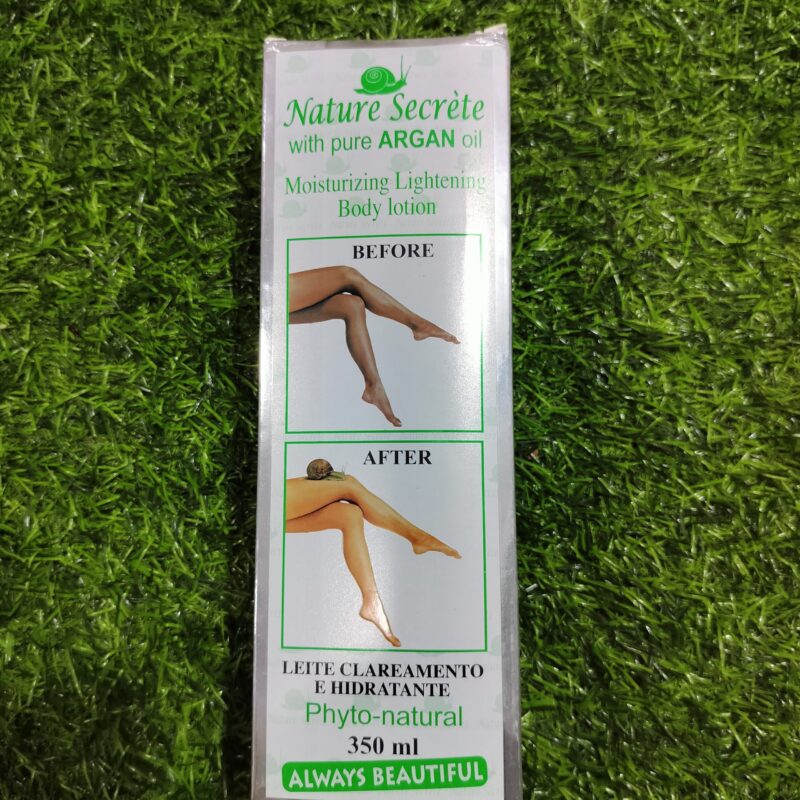 Nature Secrète
with pure ARGAN oil
Moisturizing Lightening
Body lotion
BEFORE
AFTER
LEITE CLAREAMENTO
E HIDRATANTE
Phyto-natural
350 ml
ALWAYS BEAUTIFUL